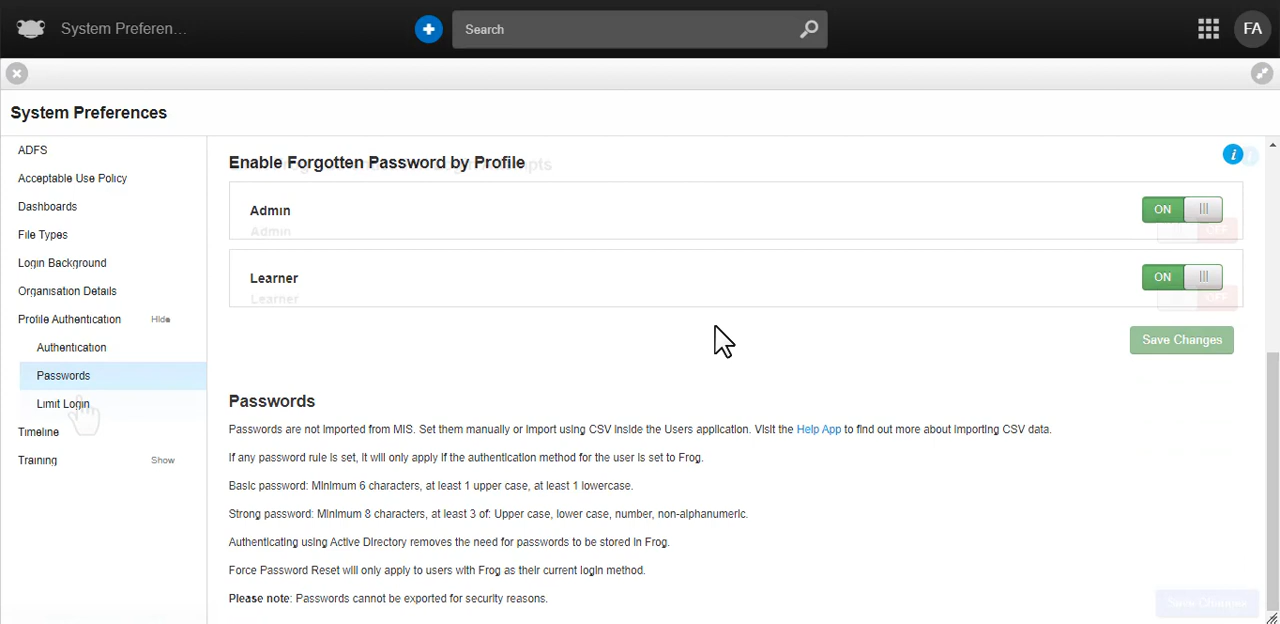 System Preferen...
Search
FA
System Preferences
ADFS
Acceptable Use Policy
Dashboards
File Types
Login Background
Organisation Details
Profile Authentication Hide
Authentication
Passwords
Limit Login
Timeline
Training Show
Enable Forgotten Password by Profile
i
Admin
ON
Admin
OFF
Learner
ON
Learner
OFF
Save Changes
Passwords
Passwords are not imported from MIS. Set them manually or import using CSV inside the Users application. Visit the Help App to find out more about importing CSV data.
If any password rule is set, it will only apply if the authentication method for the user is set to Frog.
Basic password: Minimum 6 characters, at least 1 upper case, at least 1 lowercase.
Strong password: Minimum 8 characters, at least 3 of: Upper case, lower case, number, non-alphanumeric.
Authenticating using Active Directory removes the need for passwords to be stored in Frog.
Force Password Reset will only apply to users with Frog as their current login method.
Please note: Passwords cannot be exported for security reasons.
Save Changes